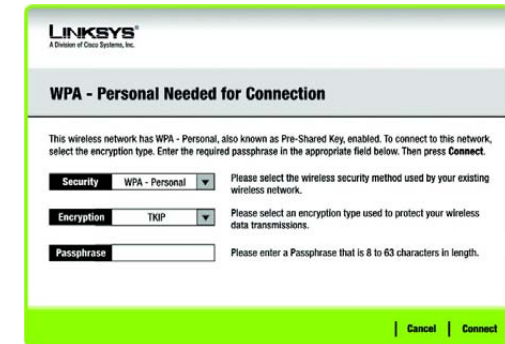 LINKSYS®
A Division of Cisco Systems, Inc.
WPA - Personal Needed for Connection
This wireless network has WPA - Personal, also known as Pre-Shared Key, enabled. To connect to this network,
select the encryption type. Enter the required passphrase in the appropriate field below. Then press Connect.
Security WPA - Personal Please select the wireless security method used by your existing
wireless network.
Encryption TKIP Please select an encryption type used to protect your wireless
data transmissions.
Passphrase Please enter a Passphrase that is 8 to 63 characters in length.
Cancel Connect